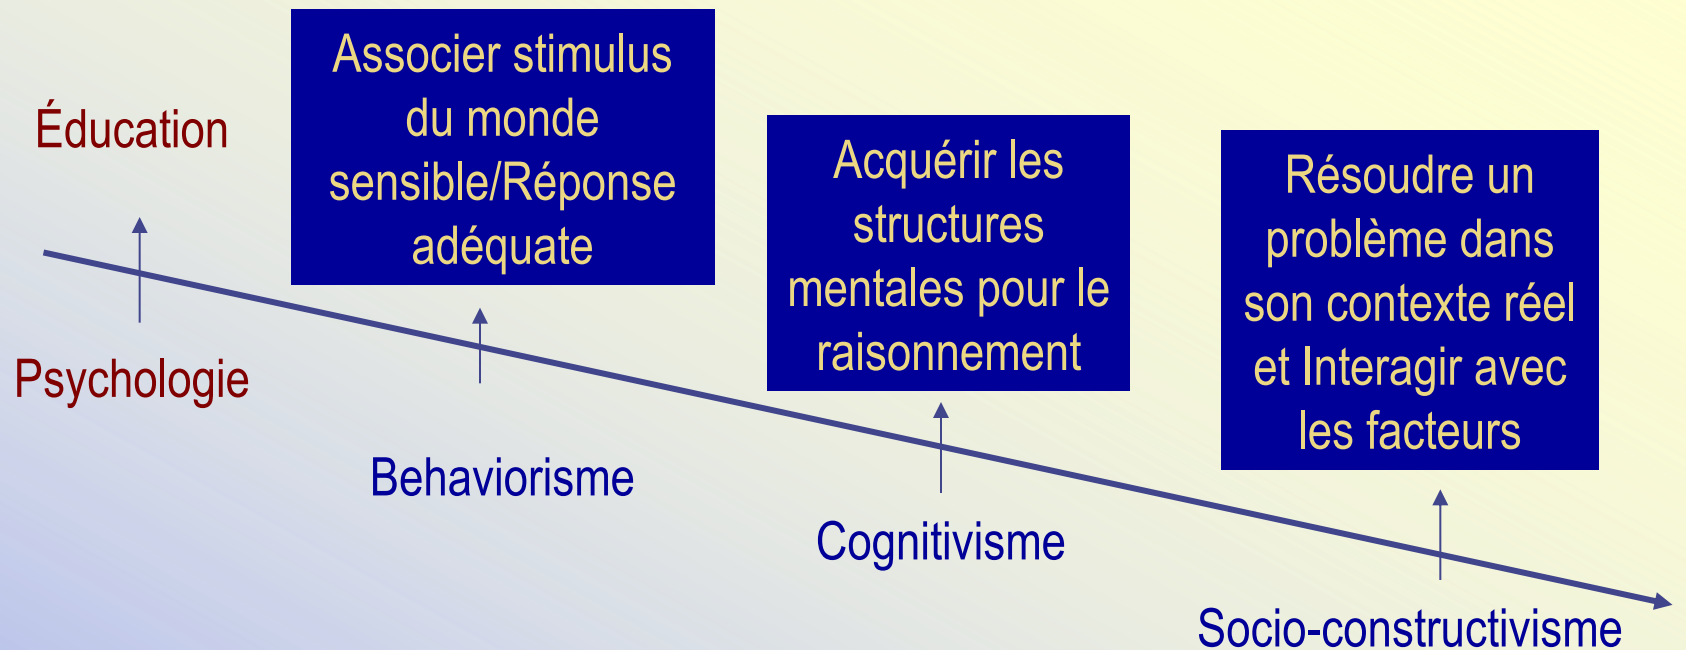 Éducation
Psychologie
Associer stimulus
du monde
sensible/Réponse
adéquate
Behaviorisme
Acquérir les
structures
mentales pour le
raisonnement
Cognitivisme
Résoudre un
problème dans
son contexte réel
et Interagir avec
les facteurs
Socio-constructivisme